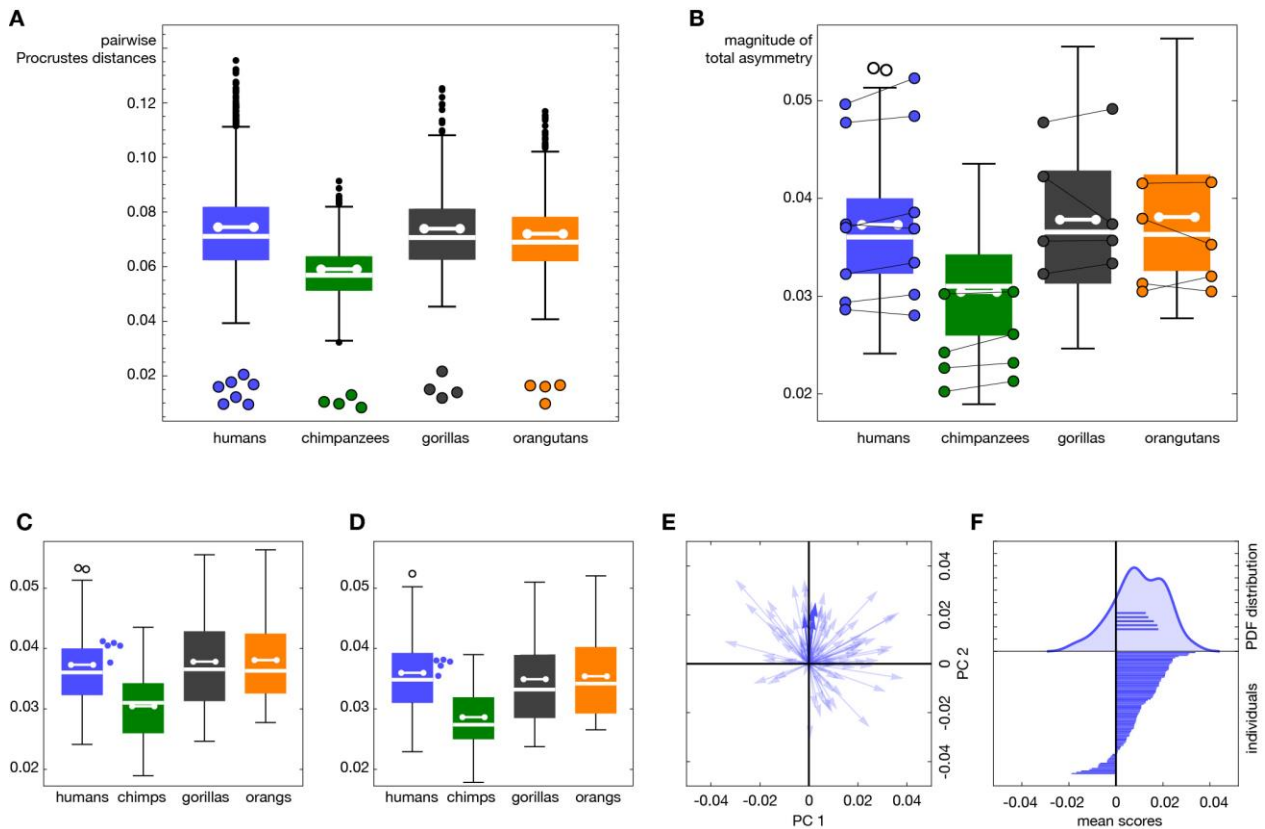 A
pairwise
Procrustes distances
0.12
0.10
0.08
0.06
0.04
0.02
humans chimpanzees gorillas orangutans
B
magnitude of
total asymmetry
0.05
0.04
0.03
0.02
humans chimpanzees gorillas orangutans
C
0.05
0.04
0.03
0.02
humans chimps gorillas orangs
D
0.05
0.04
0.03
0.02
humans chimps gorillas orangs
E
0.04
0.02
0
-0.02
-0.04
PC 2
-0.04 -0.02 0 0.02 0.04
PC 1
F
PDF distribution
individuals
-0.04 -0.02 0 0.02 0.04
mean scores